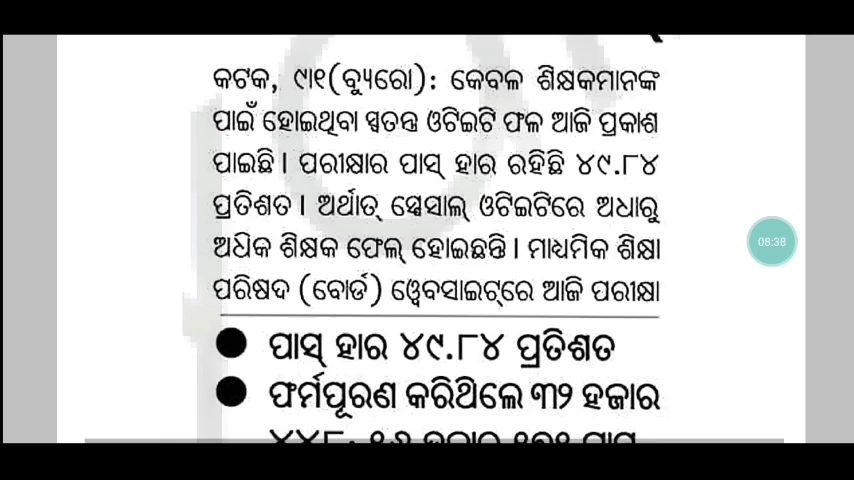 କଟକ, ୯ା୧(ବ୍ୟୁରୋ): କେବଳ ଶିକ୍ଷକମାନଙ୍କ
ପାଇଁ ହୋଇଥିବା ସ୍ୱତନ୍ତ୍ର ଓଟିଇଟି ଫଳ ଆଜି ପ୍ରକାଶ
ପାଇଛି । ପରୀକ୍ଷାର ପାସ୍ ହାର ରହିଛି ୪୯.୮୪
ପ୍ରତିଶତ । ଅର୍ଥାତ୍ ସ୍ପେସାଲ୍ ଓଟିଇଟିରେ ଅଧାରୁ
ଅଧିକ ଶିକ୍ଷକ ଫେଲ୍ ହୋଇଛନ୍ତି । ମାଧ୍ୟମିକ ଶିକ୍ଷା
ପରିଷଦ (ବୋର୍ଡ) ୱେବସାଇଟ୍‌ରେ ଆଜି ପରୀକ୍ଷା
● ପାସ୍ ହାର ୪୯.୮୪ ପ୍ରତିଶତ
● ଫର୍ମପୂରଣ କରିଥିଲେ ୩୨ ହଜାର
08:38